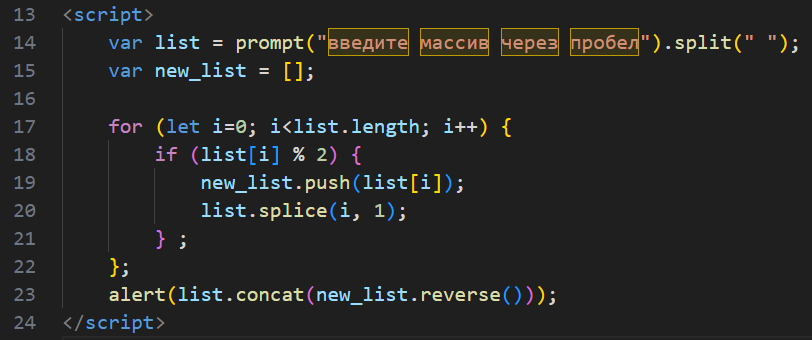 13 <script>
14 var list = prompt("введите массив через пробел").split(" ");
15 var new_list = [];
16
17 for (let i=0; i<list.length; i++) {
18 if (list[i] % 2) {
19 new_list.push(list[i]);
20 list.splice(i, 1);
21 } ;
22 };
23 alert(list.concat(new_list.reverse()));
24 </script>